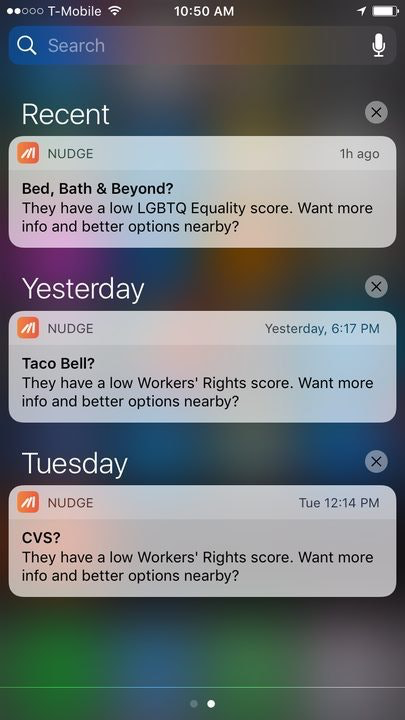 T-Mobile 10:50 AM
Search
Recent
NUDGE 1h ago
Bed, Bath & Beyond?
They have a low LGBTQ Equality score. Want more
info and better options nearby?
Yesterday
NUDGE Yesterday, 6:17 PM
Taco Bell?
They have a low Workers' Rights score. Want more
info and better options nearby?
Tuesday
NUDGE Tue 12:14 PM
CVS?
They have a low Workers' Rights score. Want more
info and better options nearby?